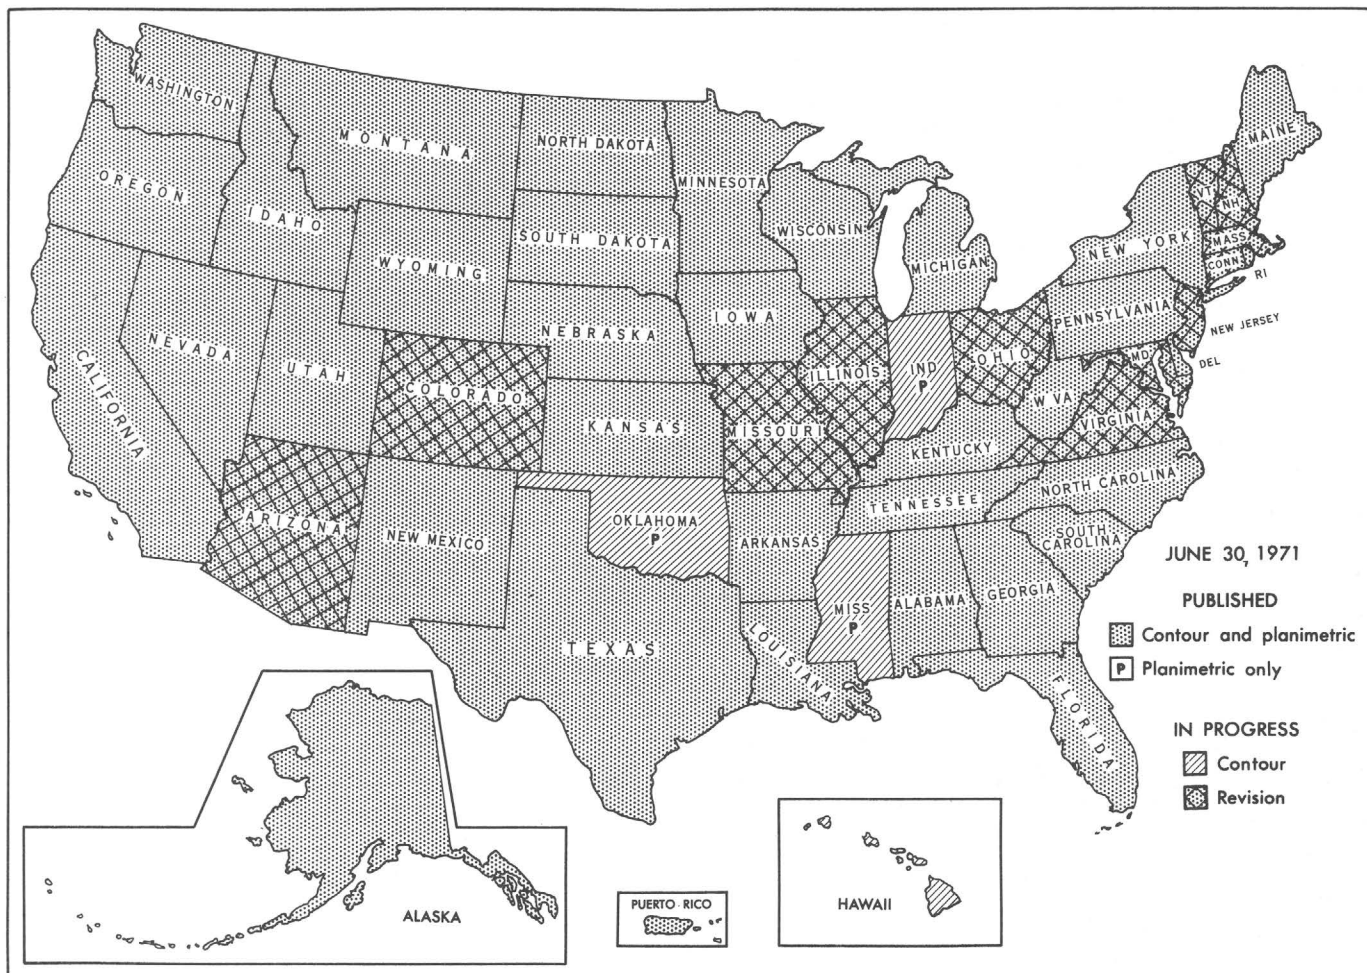 WASHINGTON
MONTANA
NORTH DAKOTA
MINNESOTA
MAINE
OREGON
IDAHO
SOUTH DAKOTA
WISCONSIN
MICHIGAN
NEW YORK
VT
NH
MASS
CONN
RI
WYOMING
NEBRASKA
IOWA
PENNSYLVANIA
NEW JERSEY
NEVADA
UTAH
COLORADO
KANSAS
MISSOURI
ILLINOIS
IND
P
OHIO
MD
DEL
W VA
VIRGINIA
CALIFORNIA
KENTUCKY
ARIZONA
NEW MEXICO
OKLAHOMA
P
ARKANSAS
TENNESSEE
NORTH CAROLINA
SOUTH
CAROLINA
TEXAS
LOUISIANA
MISS
P
ALABAMA
GEORGIA
FLORIDA
JUNE 30, 1971
PUBLISHED
Contour and planimetric
P Planimetric only
IN PROGRESS
Contour
Revision
ALASKA
PUERTO RICO
HAWAII